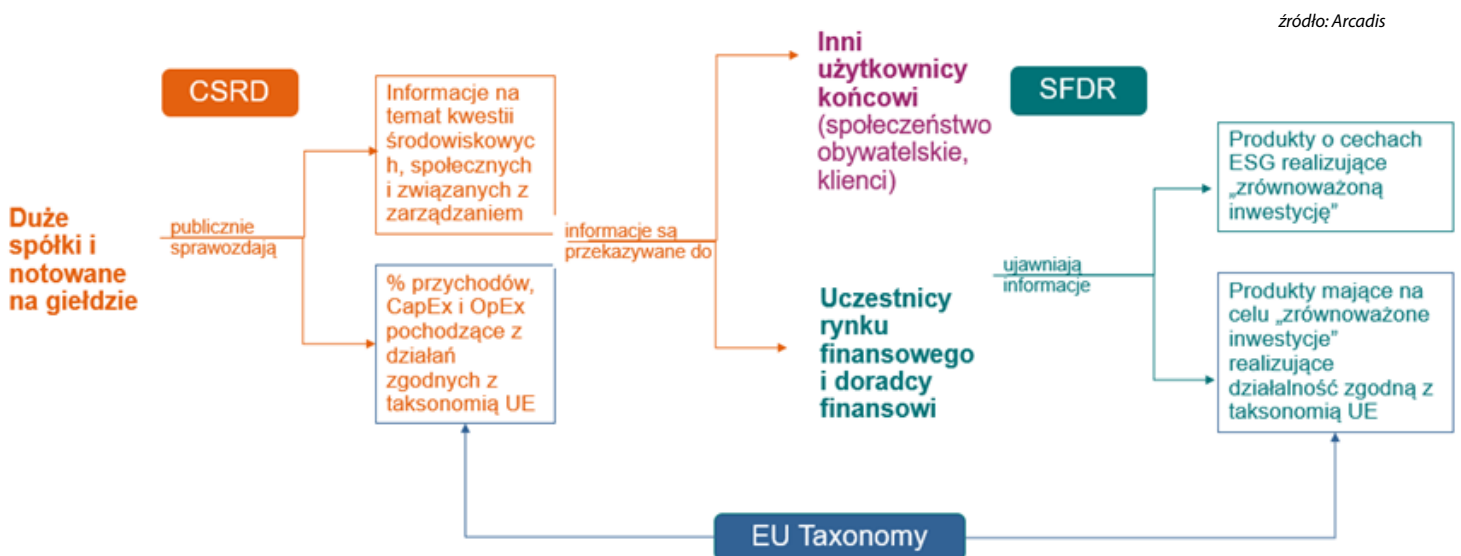 źródło: Arcadis
CSRD
Informacje na
temat kwestii
środowiskowyc
h, społecznych
i związanych z
zarządzaniem
Duże
spółki i
notowane
na giełdzie
publicznie
sprawozdają
% przychodów,
CapEx i OpEx
pochodzące z
działań
zgodnych z
taksonomią UE
informacje są
przekazywane do
Inni
użytkownicy
końcowi
(społeczeństwo
obywatelskie,
klienci)
Uczestnicy
rynku
finansowego
i doradcy
finansowi
SFDR
ujawniają
informacje
Produkty o cechach
ESG realizujące
„zrównoważoną
inwestycję”
Produkty mające na
celu „zrównoważone
inwestycje”
realizujące
działalność zgodną z
taksonomią UE
EU Taxonomy